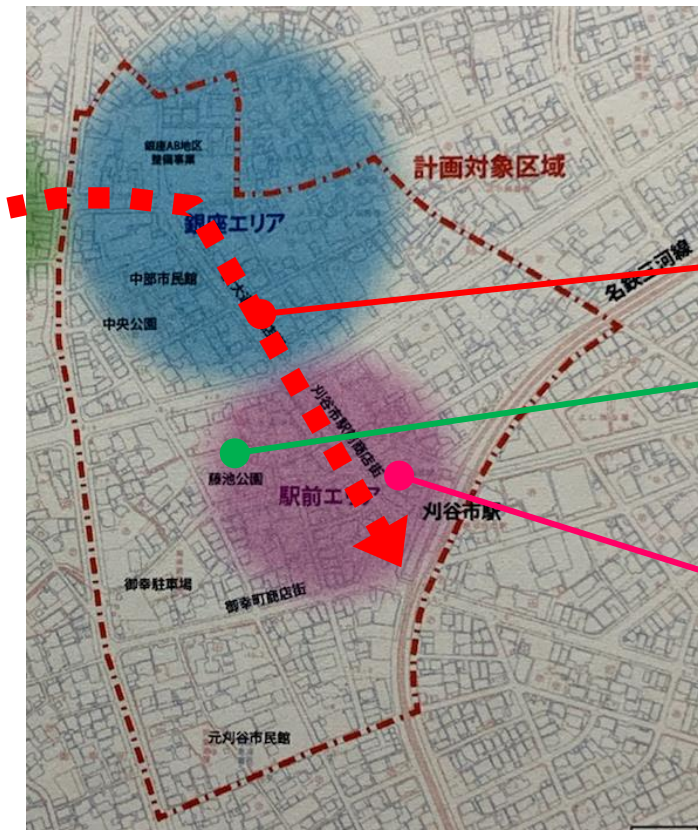 銀座AB地区
整備事業
計画対象区域
銀座エリア
名鉄三河線
中部市民館
中央公園
刈谷市駅前商店街
藤池公園
駅前エリア
刈谷市駅
御幸駐車場
御幸町商店街
元刈谷市民館